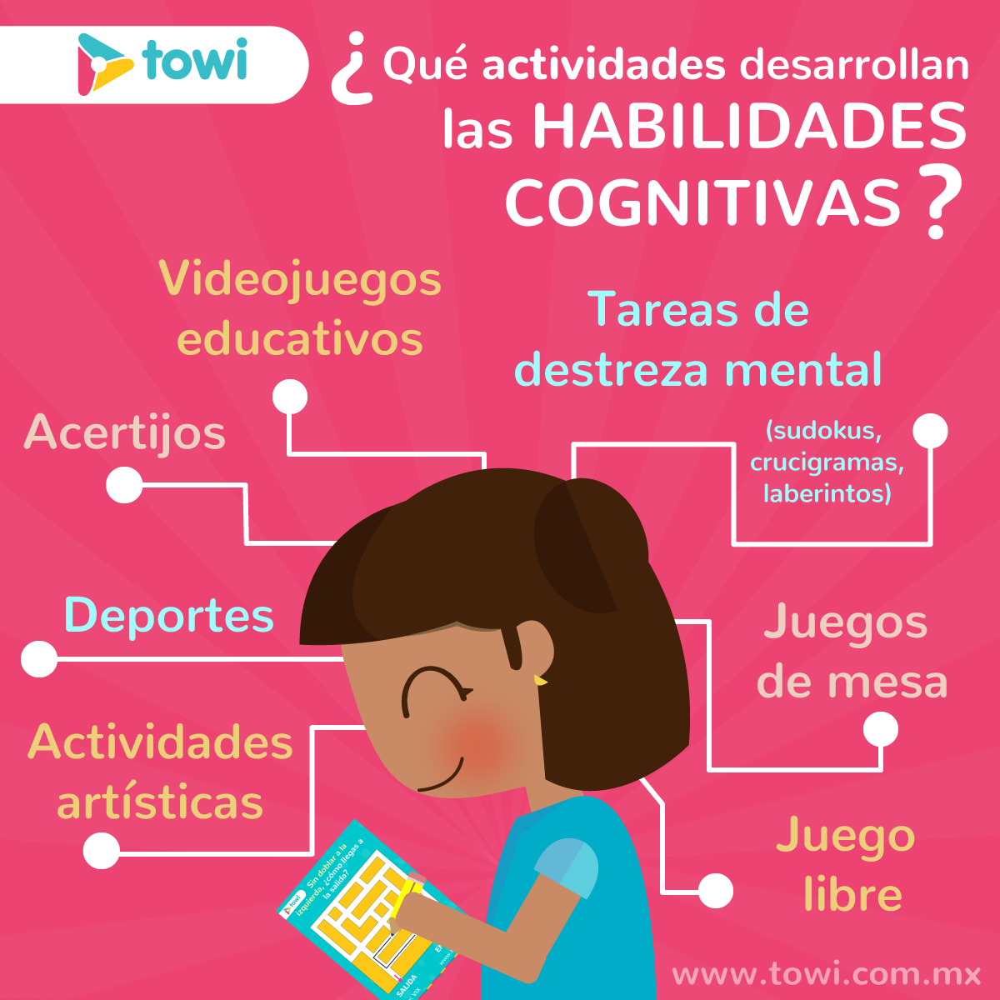 towi
¿Qué actividades desarrollan
las HABILIDADES
COGNITIVAS?
Videojuegos
educativos
Tareas de
destreza mental
(sudokus,
crucigramas,
laberintos)
Acertijos
Deportes
Juegos
de mesa
Actividades
artísticas
Juego
libre
towi
Sin doblar a la
izquierda, ¿cómo llegas a
la salida?
SALIDA
www.towi.com.mx